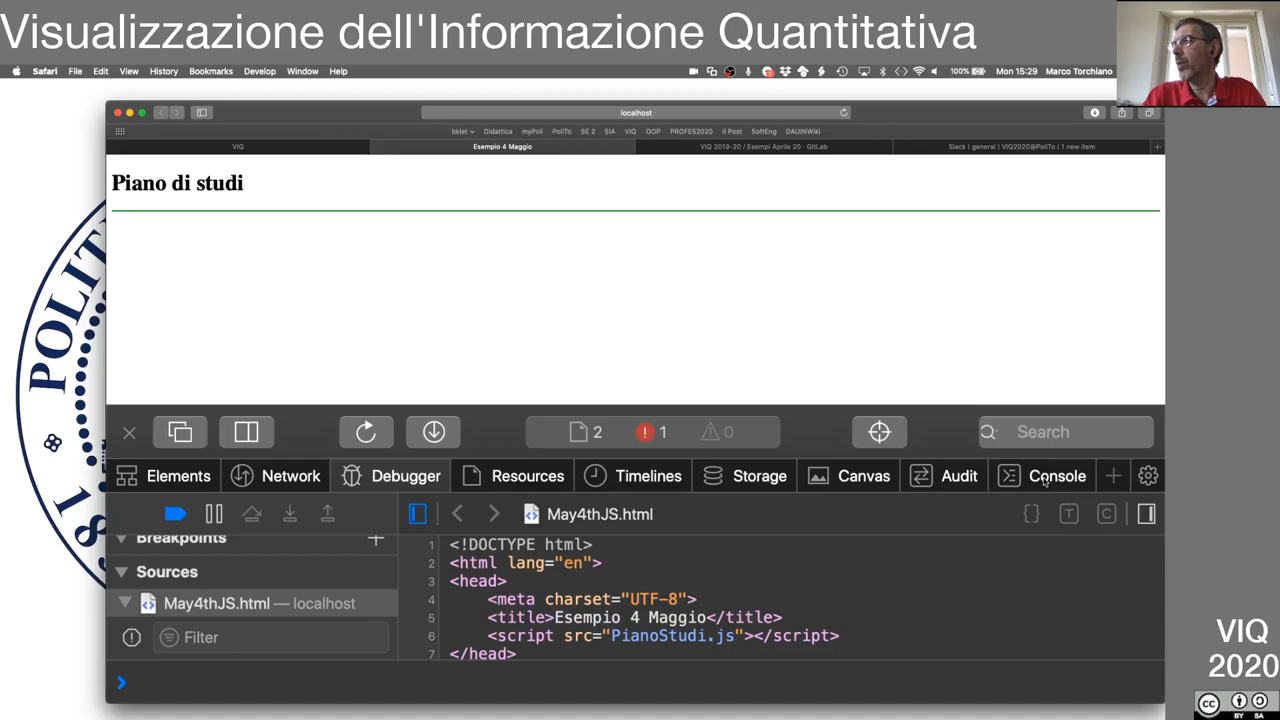 Visualizzazione dell'Informazione Quantitativa
Safari File Edit View History Bookmarks Develop Window Help
100% Mon 15:29 Marco Torchiano
localhost
bklet Didattica myPoli PoliTo SE 2 SIA VIQ OOP PROFES2020 il Post SoftEng DAUINWiki
VIQ Esempio 4 Maggio VIQ 2019-20 / Esempi Aprile 20 · GitLab Slack | general | VIQ2020@PoliTo | 1 new item
Piano di studi
POLIT
2 1 0 Search
Elements Network Debugger Resources Timelines Storage Canvas Audit Console
May4thJS.html
Breakpoints
Sources
May4thJS.html — localhost
Filter
1 <!DOCTYPE html>
2 <html lang="en">
3 <head>
4 <meta charset="UTF-8">
5 <title>Esempio 4 Maggio</title>
6 <script src="PianoStudi.js"></script>
7 </head>
VIQ
2020
CC BY SA